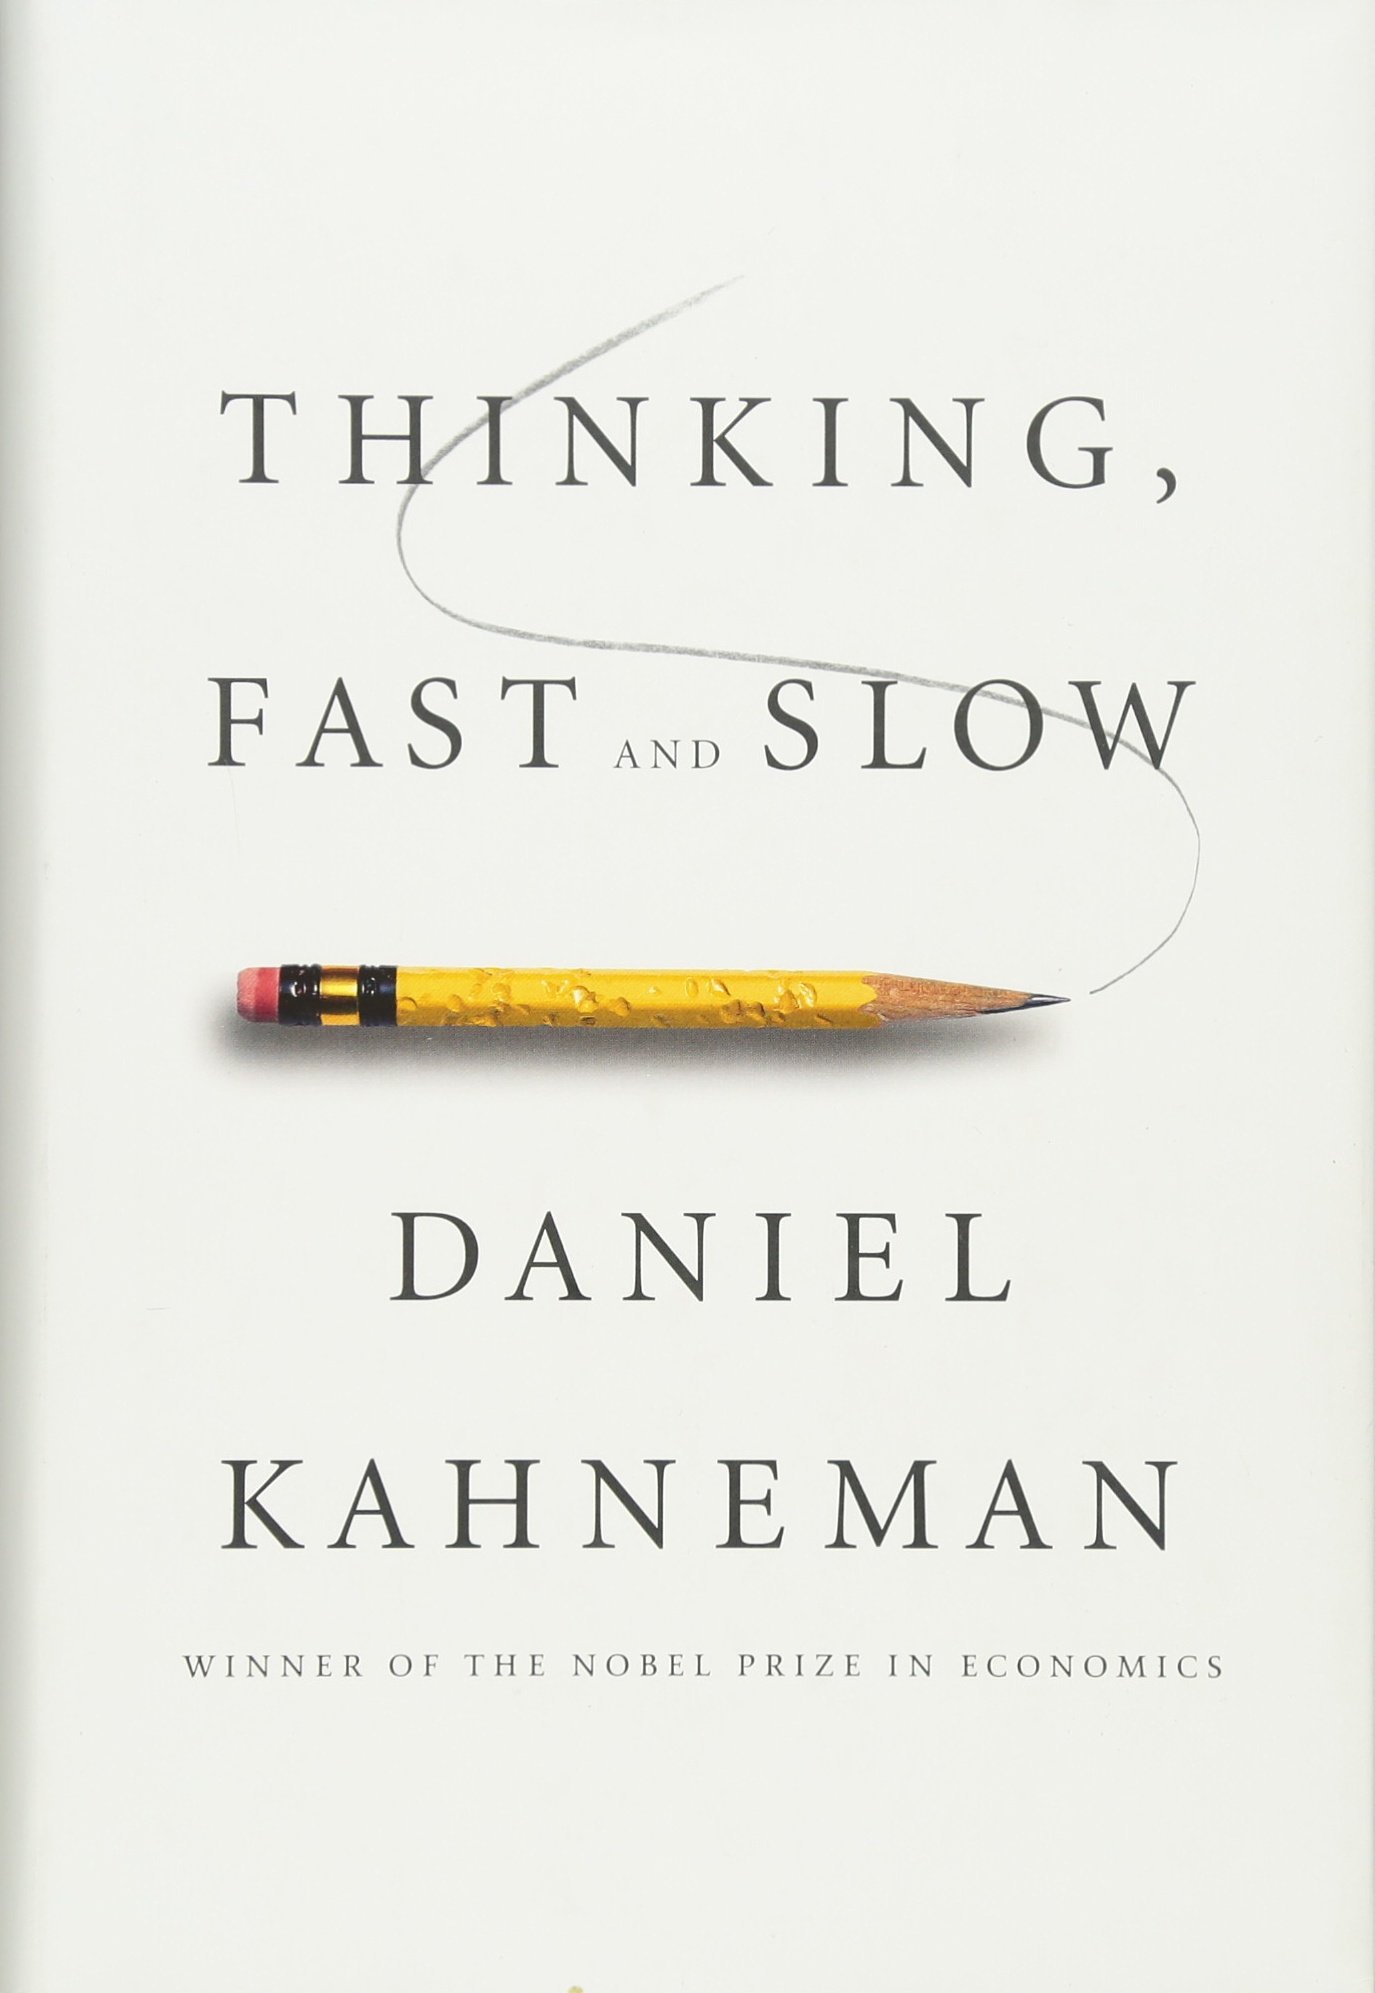 THINKING,
FAST AND SLOW
DANIEL
KAHNEMAN
WINNER OF THE NOBEL PRIZE IN ECONOMICS